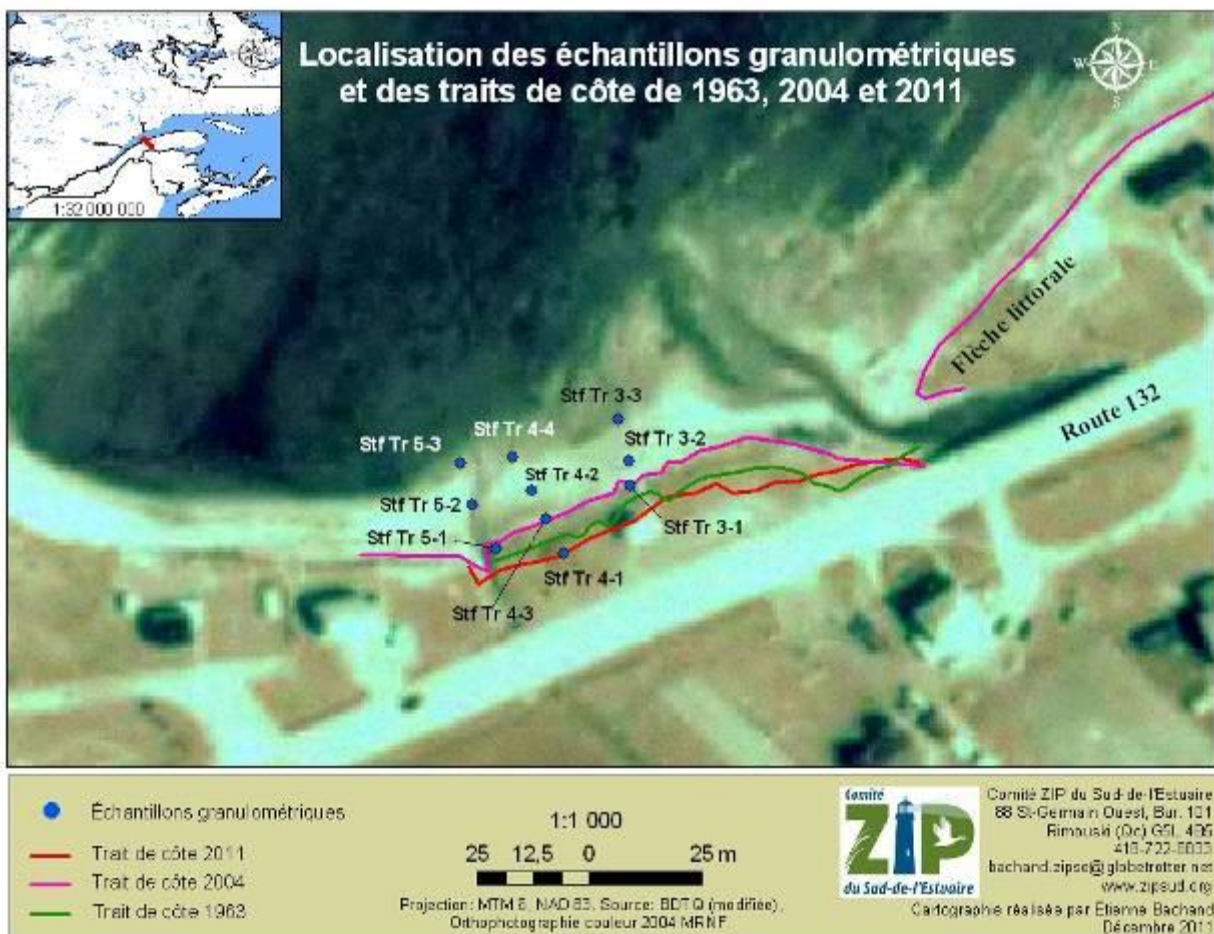 Localisation des échantillons granulométriques
et des traits de côte de 1963, 2004 et 2011
N
W E
S
1:32 000 000
Flèche littorale
Route 132
Stf Tr 3-3
Stf Tr 4-4
Stf Tr 5-3
Stf Tr 3-2
Stf Tr 4-2
Stf Tr 5-2
Stf Tr 3-1
Stf Tr 5-1
Stf Tr 4-1
Stf Tr 4-3
Échantillons granulométriques
Trait de côte 2011
Trait de côte 2004
Trait de côte 1963
1:1 000
25 12,5 0 25 m
Projection: MTM 6, NAD 83, Source: BDTQ (modifiée),
Orthophotographie couleur 2004 MRNF.
Comité
ZIP
du Sud-de-l'Estuaire
Comité ZIP du Sud-de-l'Estuaire
88 St-Germain Ouest, Bur. 101
Rimouski (Qc) G5L 4B5
418-722-8833
bachand.zipse@globetrotter.net
www.zipsud.org
Cartographie réalisée par Etienne Bachand
Décembre 2011